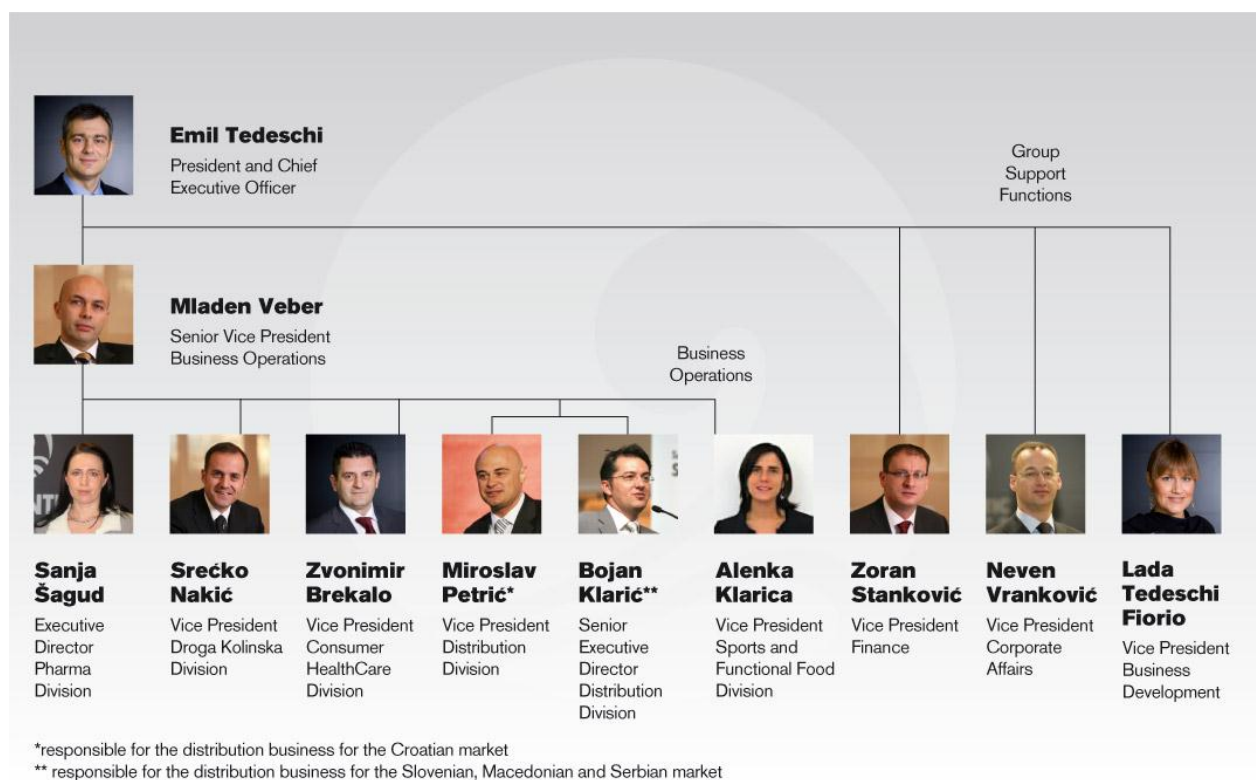 Emil Tedeschi
President and Chief
Executive Officer
Group
Support
Functions
Mladen Veber
Senior Vice President
Business Operations
Business
Operations
Sanja
Šagud
Executive
Director
Pharma
Division
Srećko
Nakić
Vice President
Droga Kolinska
Division
Zvonimir
Brekalo
Vice President
Consumer
HealthCare
Division
Miroslav
Petrić*
Vice President
Distribution
Division
Bojan
Klarić**
Senior
Executive
Director
Distribution
Division
Alenka
Klarica
Vice President
Sports and
Functional Food
Division
Zoran
Stanković
Vice President
Finance
Neven
Vranković
Vice President
Corporate
Affairs
Lada
Tedeschi
Fiorio
Vice President
Business
Development
*responsible for the distribution business for the Croatian market
** responsible for the distribution business for the Slovenian, Macedonian and Serbian market